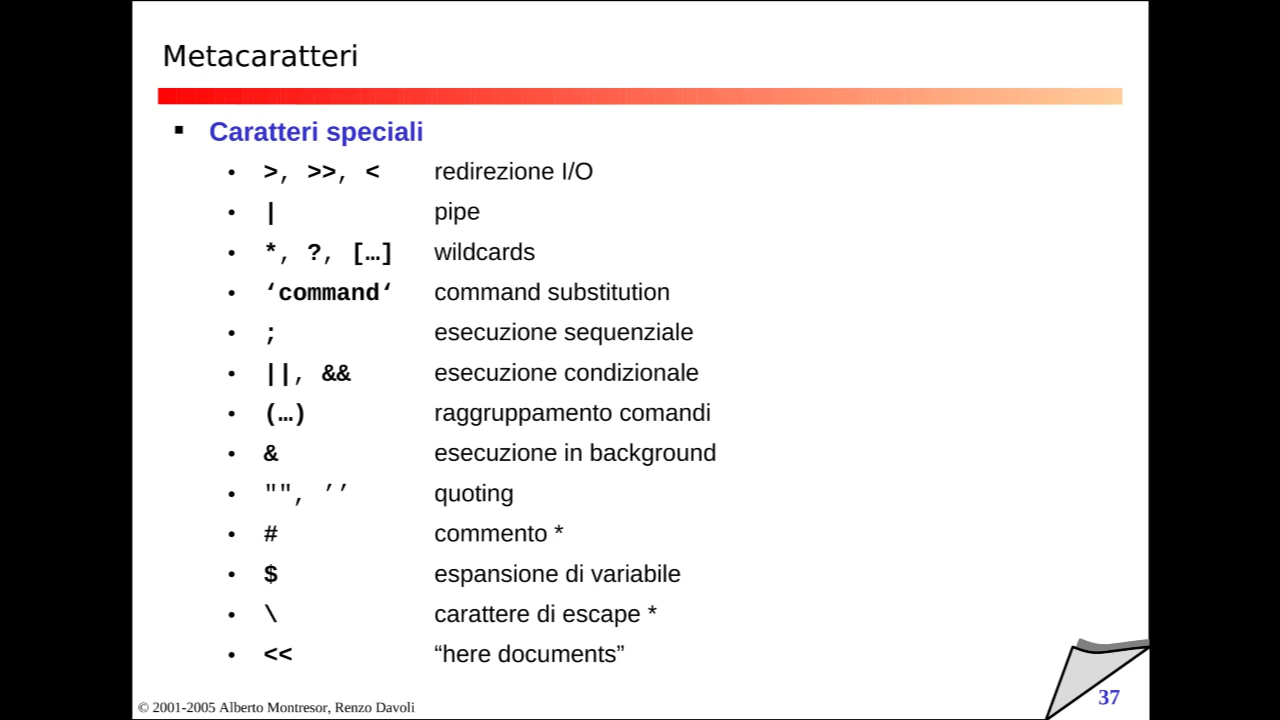 Metacaratteri
Caratteri speciali
>, >>, < redirezione I/O
| pipe
*, ?, […] wildcards
‘command‘ command substitution
; esecuzione sequenziale
||, && esecuzione condizionale
(…) raggruppamento comandi
& esecuzione in background
"", ’’ quoting
# commento *
$ espansione di variabile
\ carattere di escape *
<< “here documents”
© 2001-2005 Alberto Montresor, Renzo Davoli
37